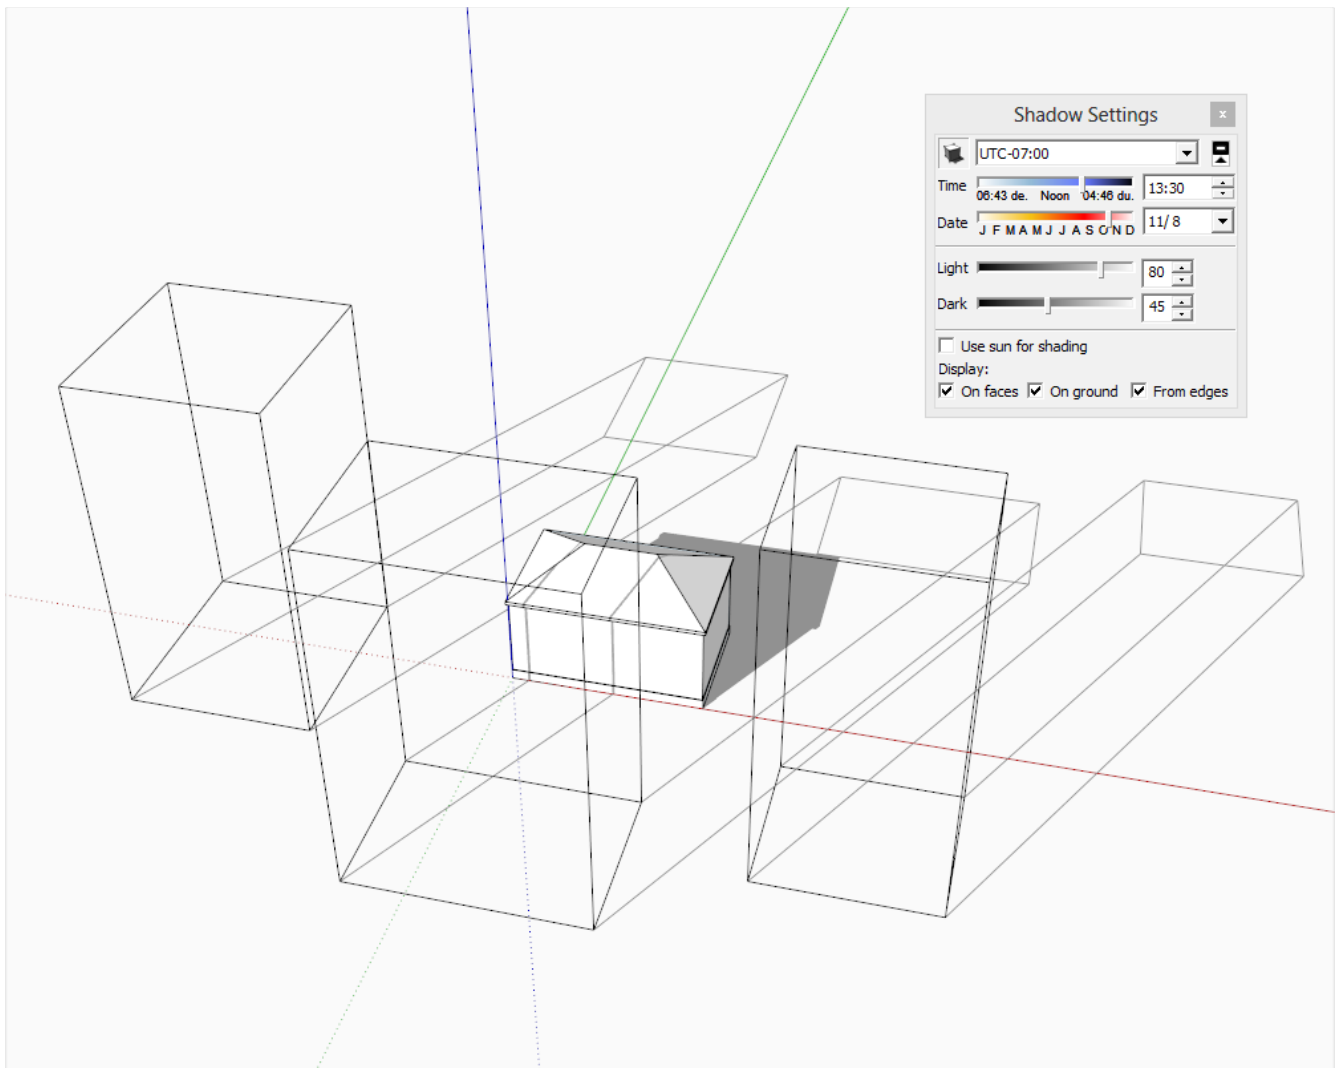 Shadow Settings
x
UTC-07:00
Time
06:43 de.
Noon
04:46 du.
13:30
Date
J F M A M J J A S O N D
11/ 8
Light
80
Dark
45
Use sun for shading
Display:
On faces
On ground
From edges